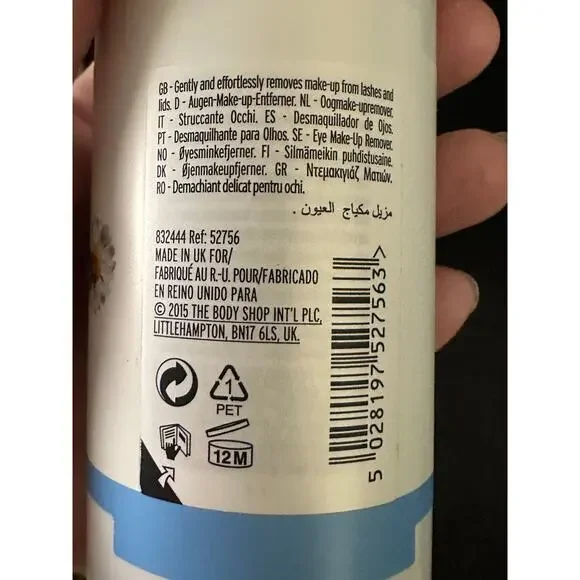 GB - Gently and effortlessly removes make-up from lashes and
lids. D - Augen-Make-up-Entferner. NL - Oogmakeupremover.
IT - Struccante Occhi. ES - Desmaquillador de Ojos.
PT - Desmaquilhante para Olhos. SE - Eye Make-Up Remover.
NO - Øyesminkefjerner. FI - Silmämeikin puhdistusaine.
DK - Øjenmakeupfjerner. GR - Ντεμακιγιάζ Ματιών.
RO - Demachiant delicat pentru ochi.
مزيل مكياج العيون .
832444 Ref: 52756
MADE IN UK FOR/
FABRIQUÉ AU R.-U. POUR/FABRICADO
EN REINO UNIDO PARA
© 2015 THE BODY SHOP INT'L PLC,
LITTLEHAMPTON, BN17 6LS, UK.
1
PET
12M
5 028197 527563 >